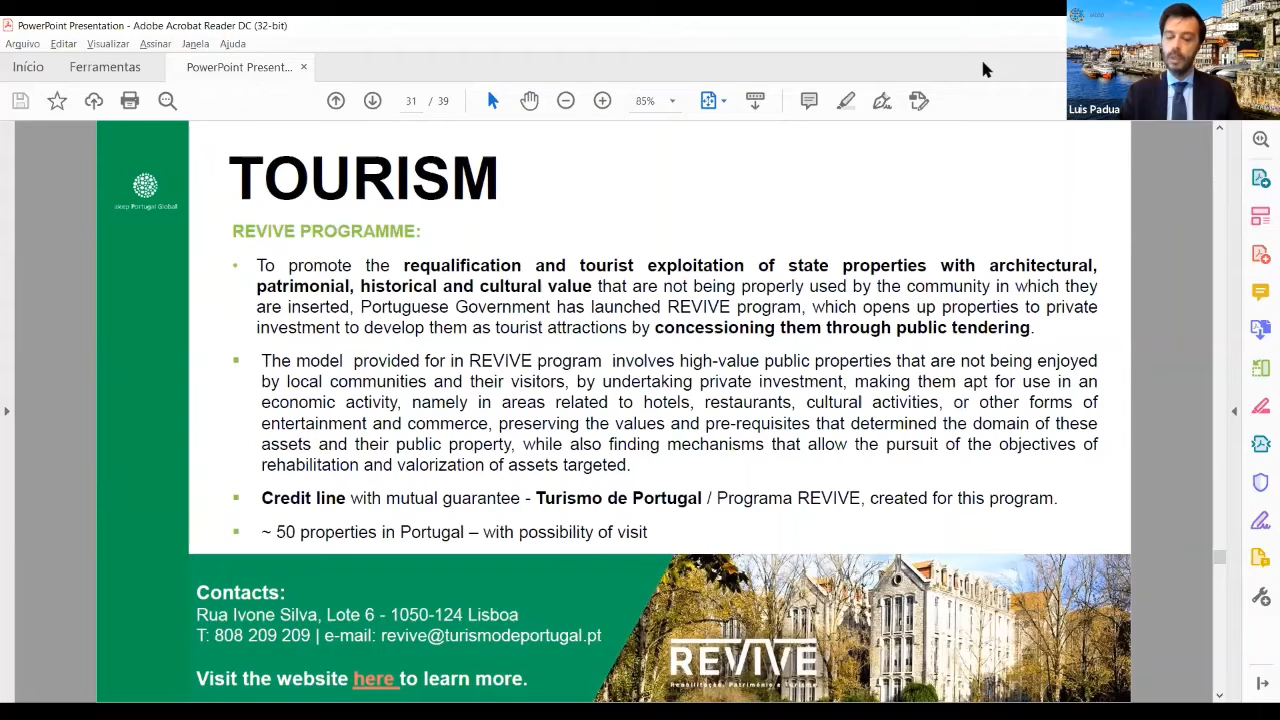 PowerPoint Presentation - Adobe Acrobat Reader DC (32-bit)
Arquivo Editar Visualizar Assinar Janela Ajuda
Início Ferramentas PowerPoint Present... ×
31 / 39 85%
Luis Padua
aicep Portugal Global
TOURISM
REVIVE PROGRAMME:
• To promote the requalification and tourist exploitation of state properties with architectural,
patrimonial, historical and cultural value that are not being properly used by the community in which they
are inserted, Portuguese Government has launched REVIVE program, which opens up properties to private
investment to develop them as tourist attractions by concessioning them through public tendering.
▪ The model provided for in REVIVE program involves high-value public properties that are not being enjoyed
by local communities and their visitors, by undertaking private investment, making them apt for use in an
economic activity, namely in areas related to hotels, restaurants, cultural activities, or other forms of
entertainment and commerce, preserving the values and pre-requisites that determined the domain of these
assets and their public property, while also finding mechanisms that allow the pursuit of the objectives of
rehabilitation and valorization of assets targeted.
▪ Credit line with mutual guarantee - Turismo de Portugal / Programa REVIVE, created for this program.
▪ ~ 50 properties in Portugal – with possibility of visit
Contacts:
Rua Ivone Silva, Lote 6 - 1050-124 Lisboa
T: 808 209 209 | e-mail: revive@turismodeportugal.pt
Visit the website here to learn more.
REVIVE
Reabilitação, Património e Turismo